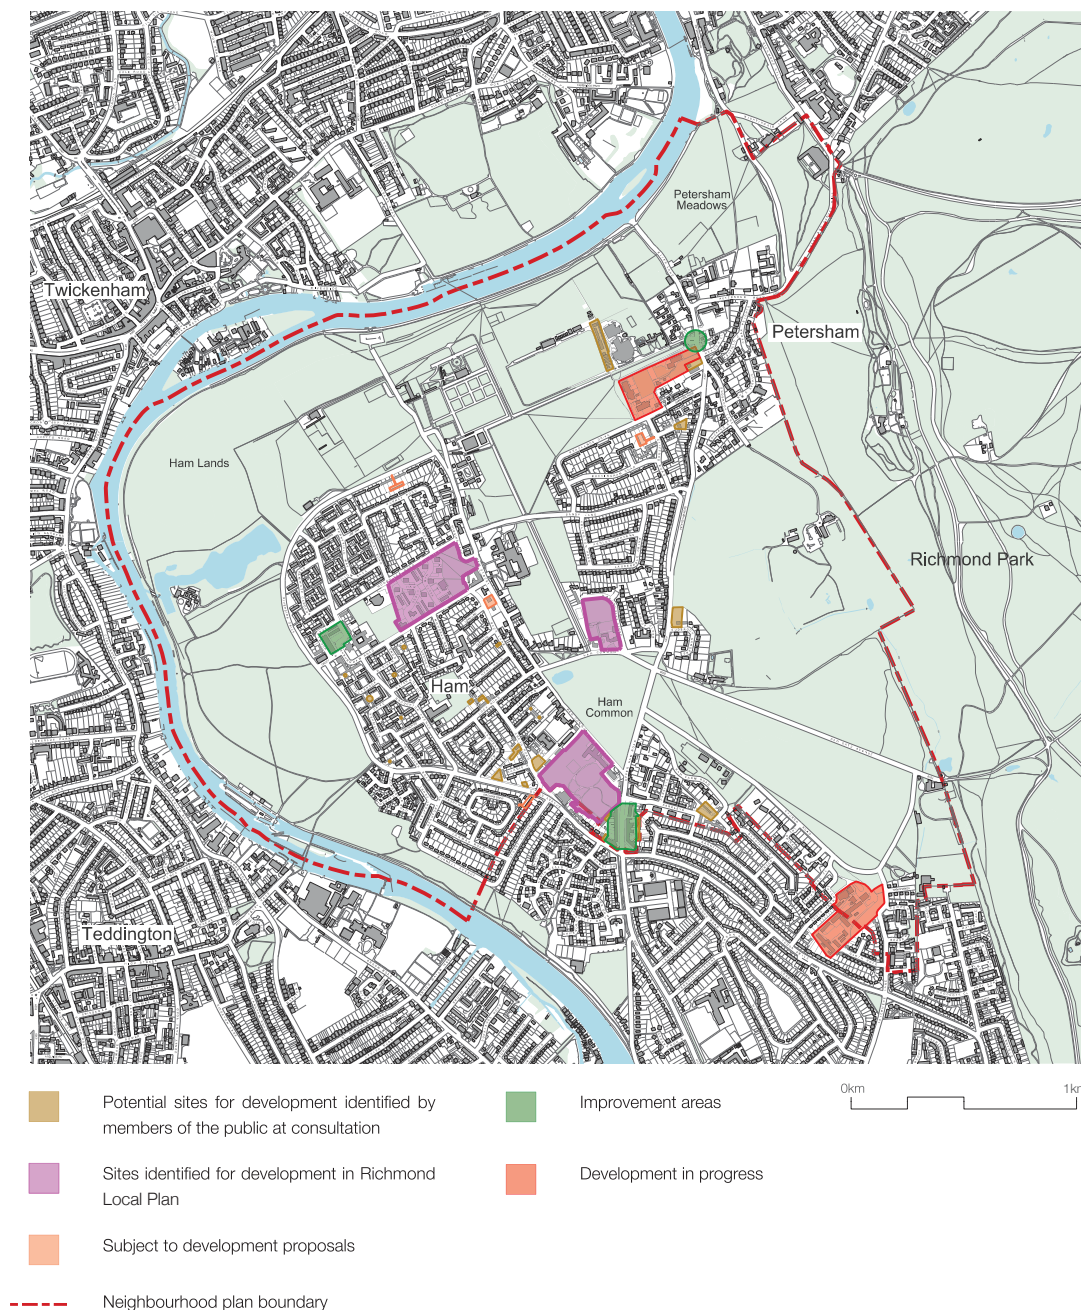 Petersham
Meadows
Twickenham
Petersham
Ham Lands
Richmond Park
Ham
Ham
Common
Teddington
0km
Potential sites for development identified by
members of the public at consultation
Improvement areas
Sites identified for development in Richmond
Local Plan
Development in progress
Subject to development proposals
Neighbourhood plan boundary